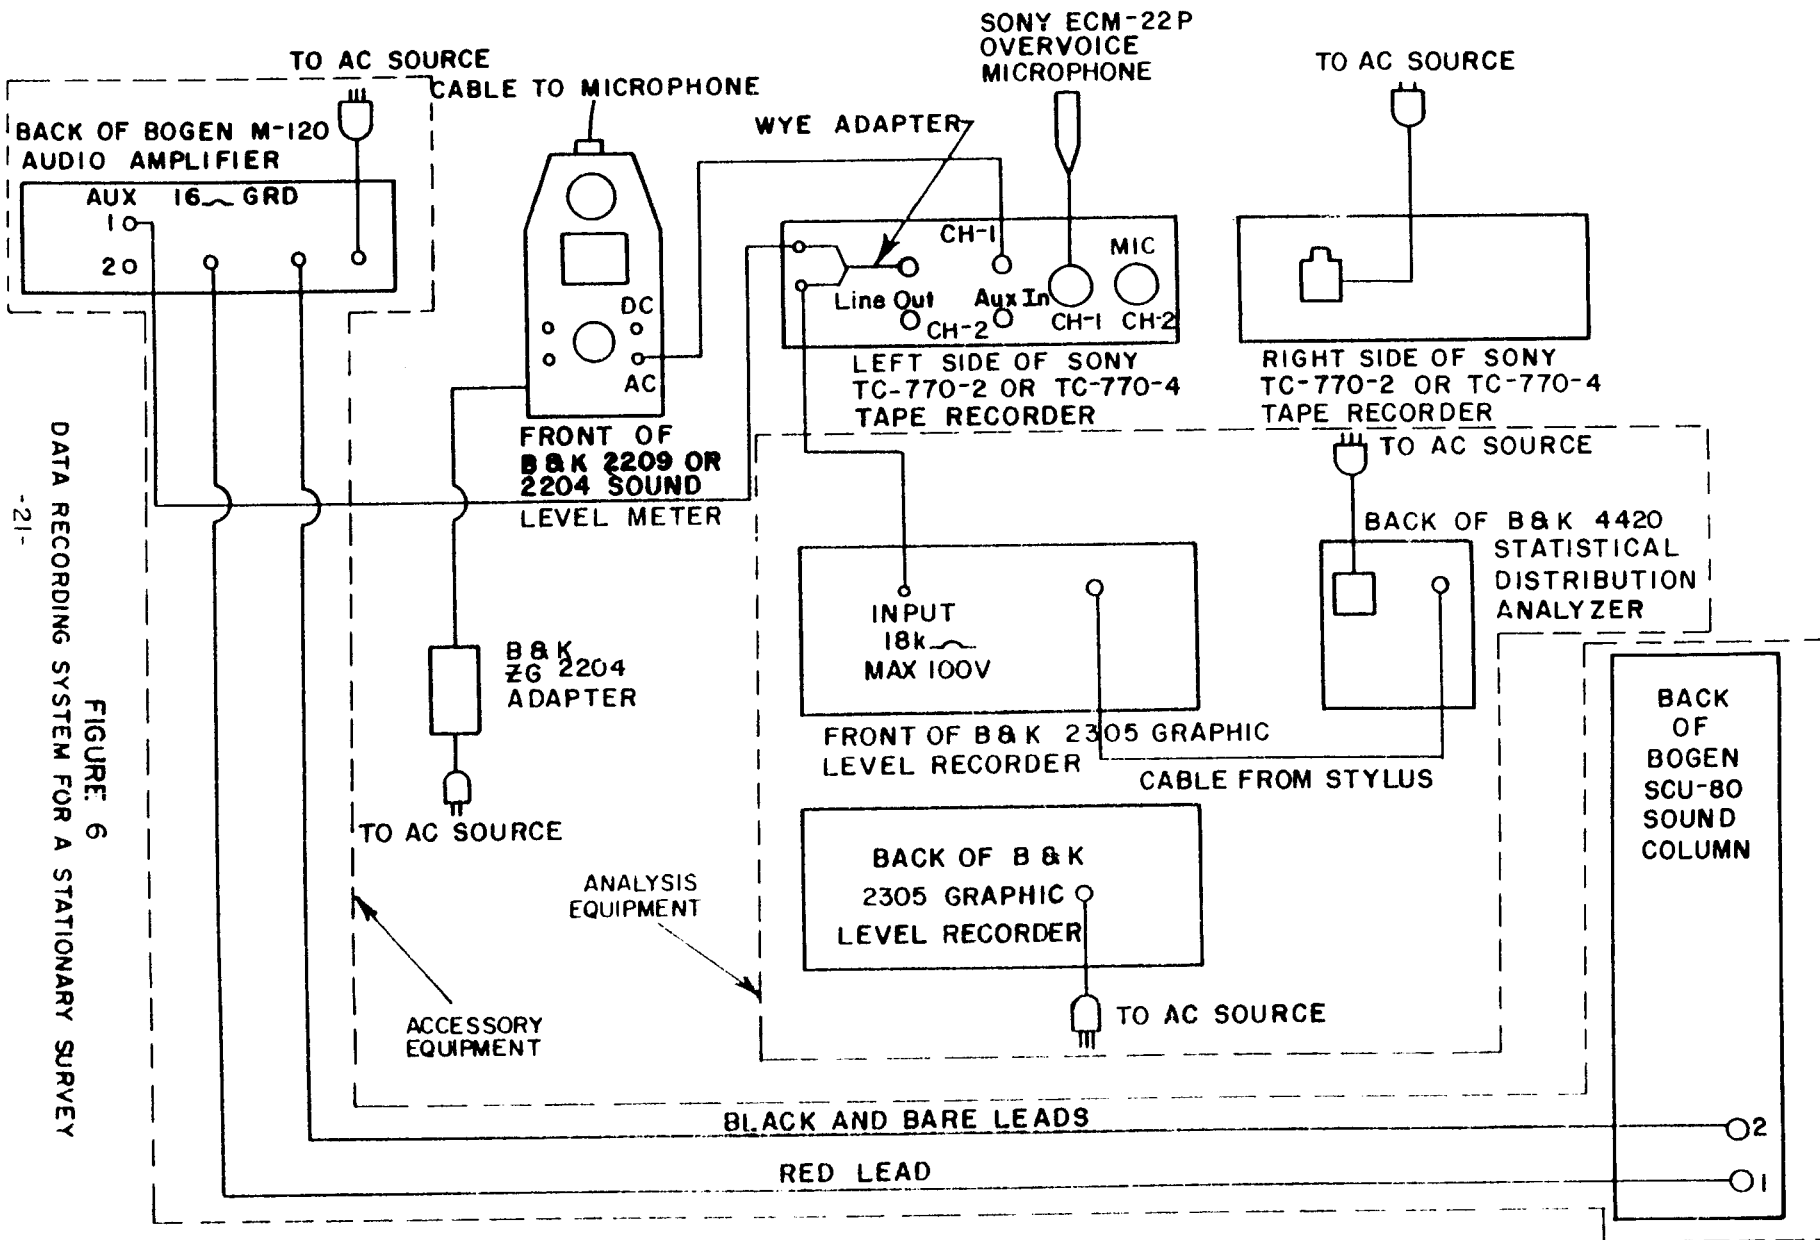 TO AC SOURCE
CABLE TO MICROPHONE
SONY ECM-22P
OVERVOICE
MICROPHONE
TO AC SOURCE
BACK OF BOGEN M-120
AUDIO AMPLIFIER
WYE ADAPTER
AUX 16 GRD
1
2
DC
AC
CH-1
MIC
Line Out
Aux In
CH-2
CH-1
CH-2
LEFT SIDE OF SONY
TC-770-2 OR TC-770-4
TAPE RECORDER
RIGHT SIDE OF SONY
TC-770-2 OR TC-770-4
TAPE RECORDER
FRONT OF
B & K 2209 OR
2204 SOUND
LEVEL METER
TO AC SOURCE
BACK OF B & K 4420
STATISTICAL
DISTRIBUTION
ANALYZER
INPUT
18k
MAX 100V
FRONT OF B & K 2305 GRAPHIC
LEVEL RECORDER
CABLE FROM STYLUS
B & K
ZG 2204
ADAPTER
TO AC SOURCE
BACK OF B & K
2305 GRAPHIC
LEVEL RECORDER
TO AC SOURCE
ANALYSIS
EQUIPMENT
ACCESSORY
EQUIPMENT
BACK
OF
BOGEN
SCU-80
SOUND
COLUMN
BLACK AND BARE LEADS
2
RED LEAD
1
FIGURE 6
DATA RECORDING SYSTEM FOR A STATIONARY SURVEY
-21-